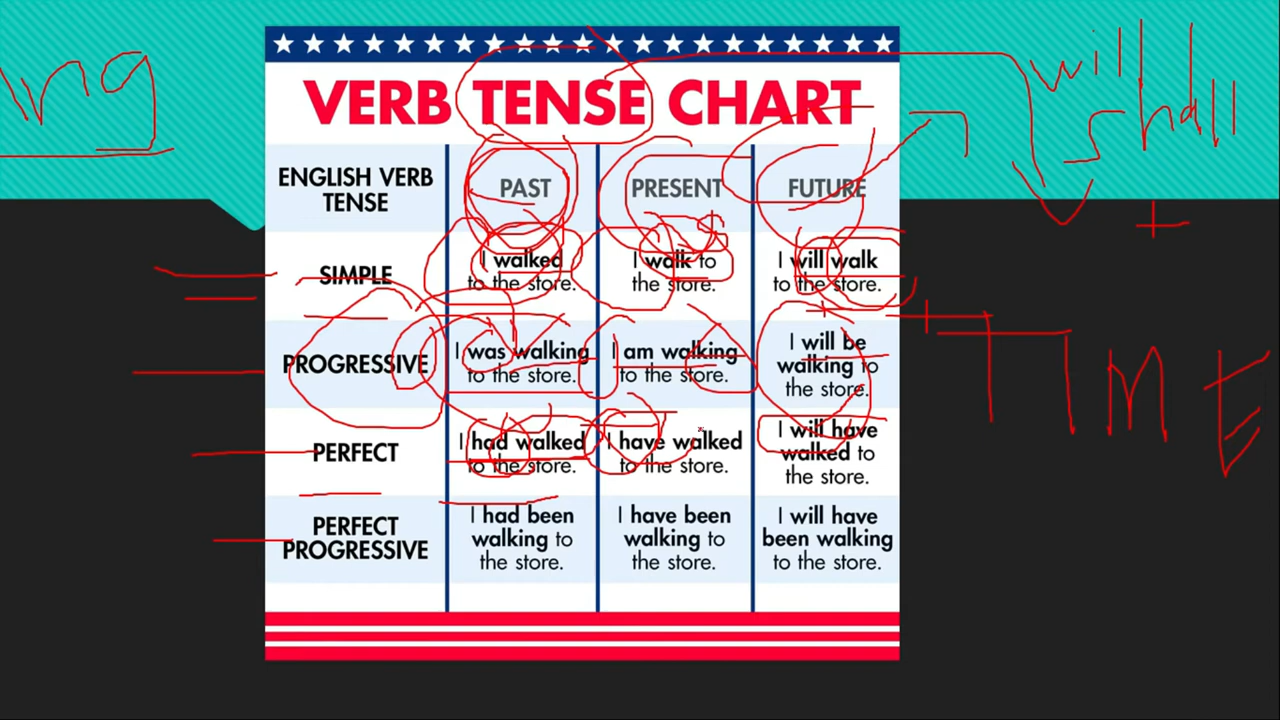 ing
will
shall
+
TIME
VERB TENSE CHART
ENGLISH VERB
TENSE
PAST
PRESENT
FUTURE
SIMPLE
I walked
to the store.
I walk to
the store.
I will walk
to the store.
PROGRESSIVE
I was walking
to the store.
I am walking
to the store.
I will be
walking to
the store.
PERFECT
I had walked
to the store.
I have walked
to the store.
I will have
walked to
the store.
PERFECT
PROGRESSIVE
I had been
walking to
the store.
I have been
walking to
the store.
I will have
been walking
to the store.